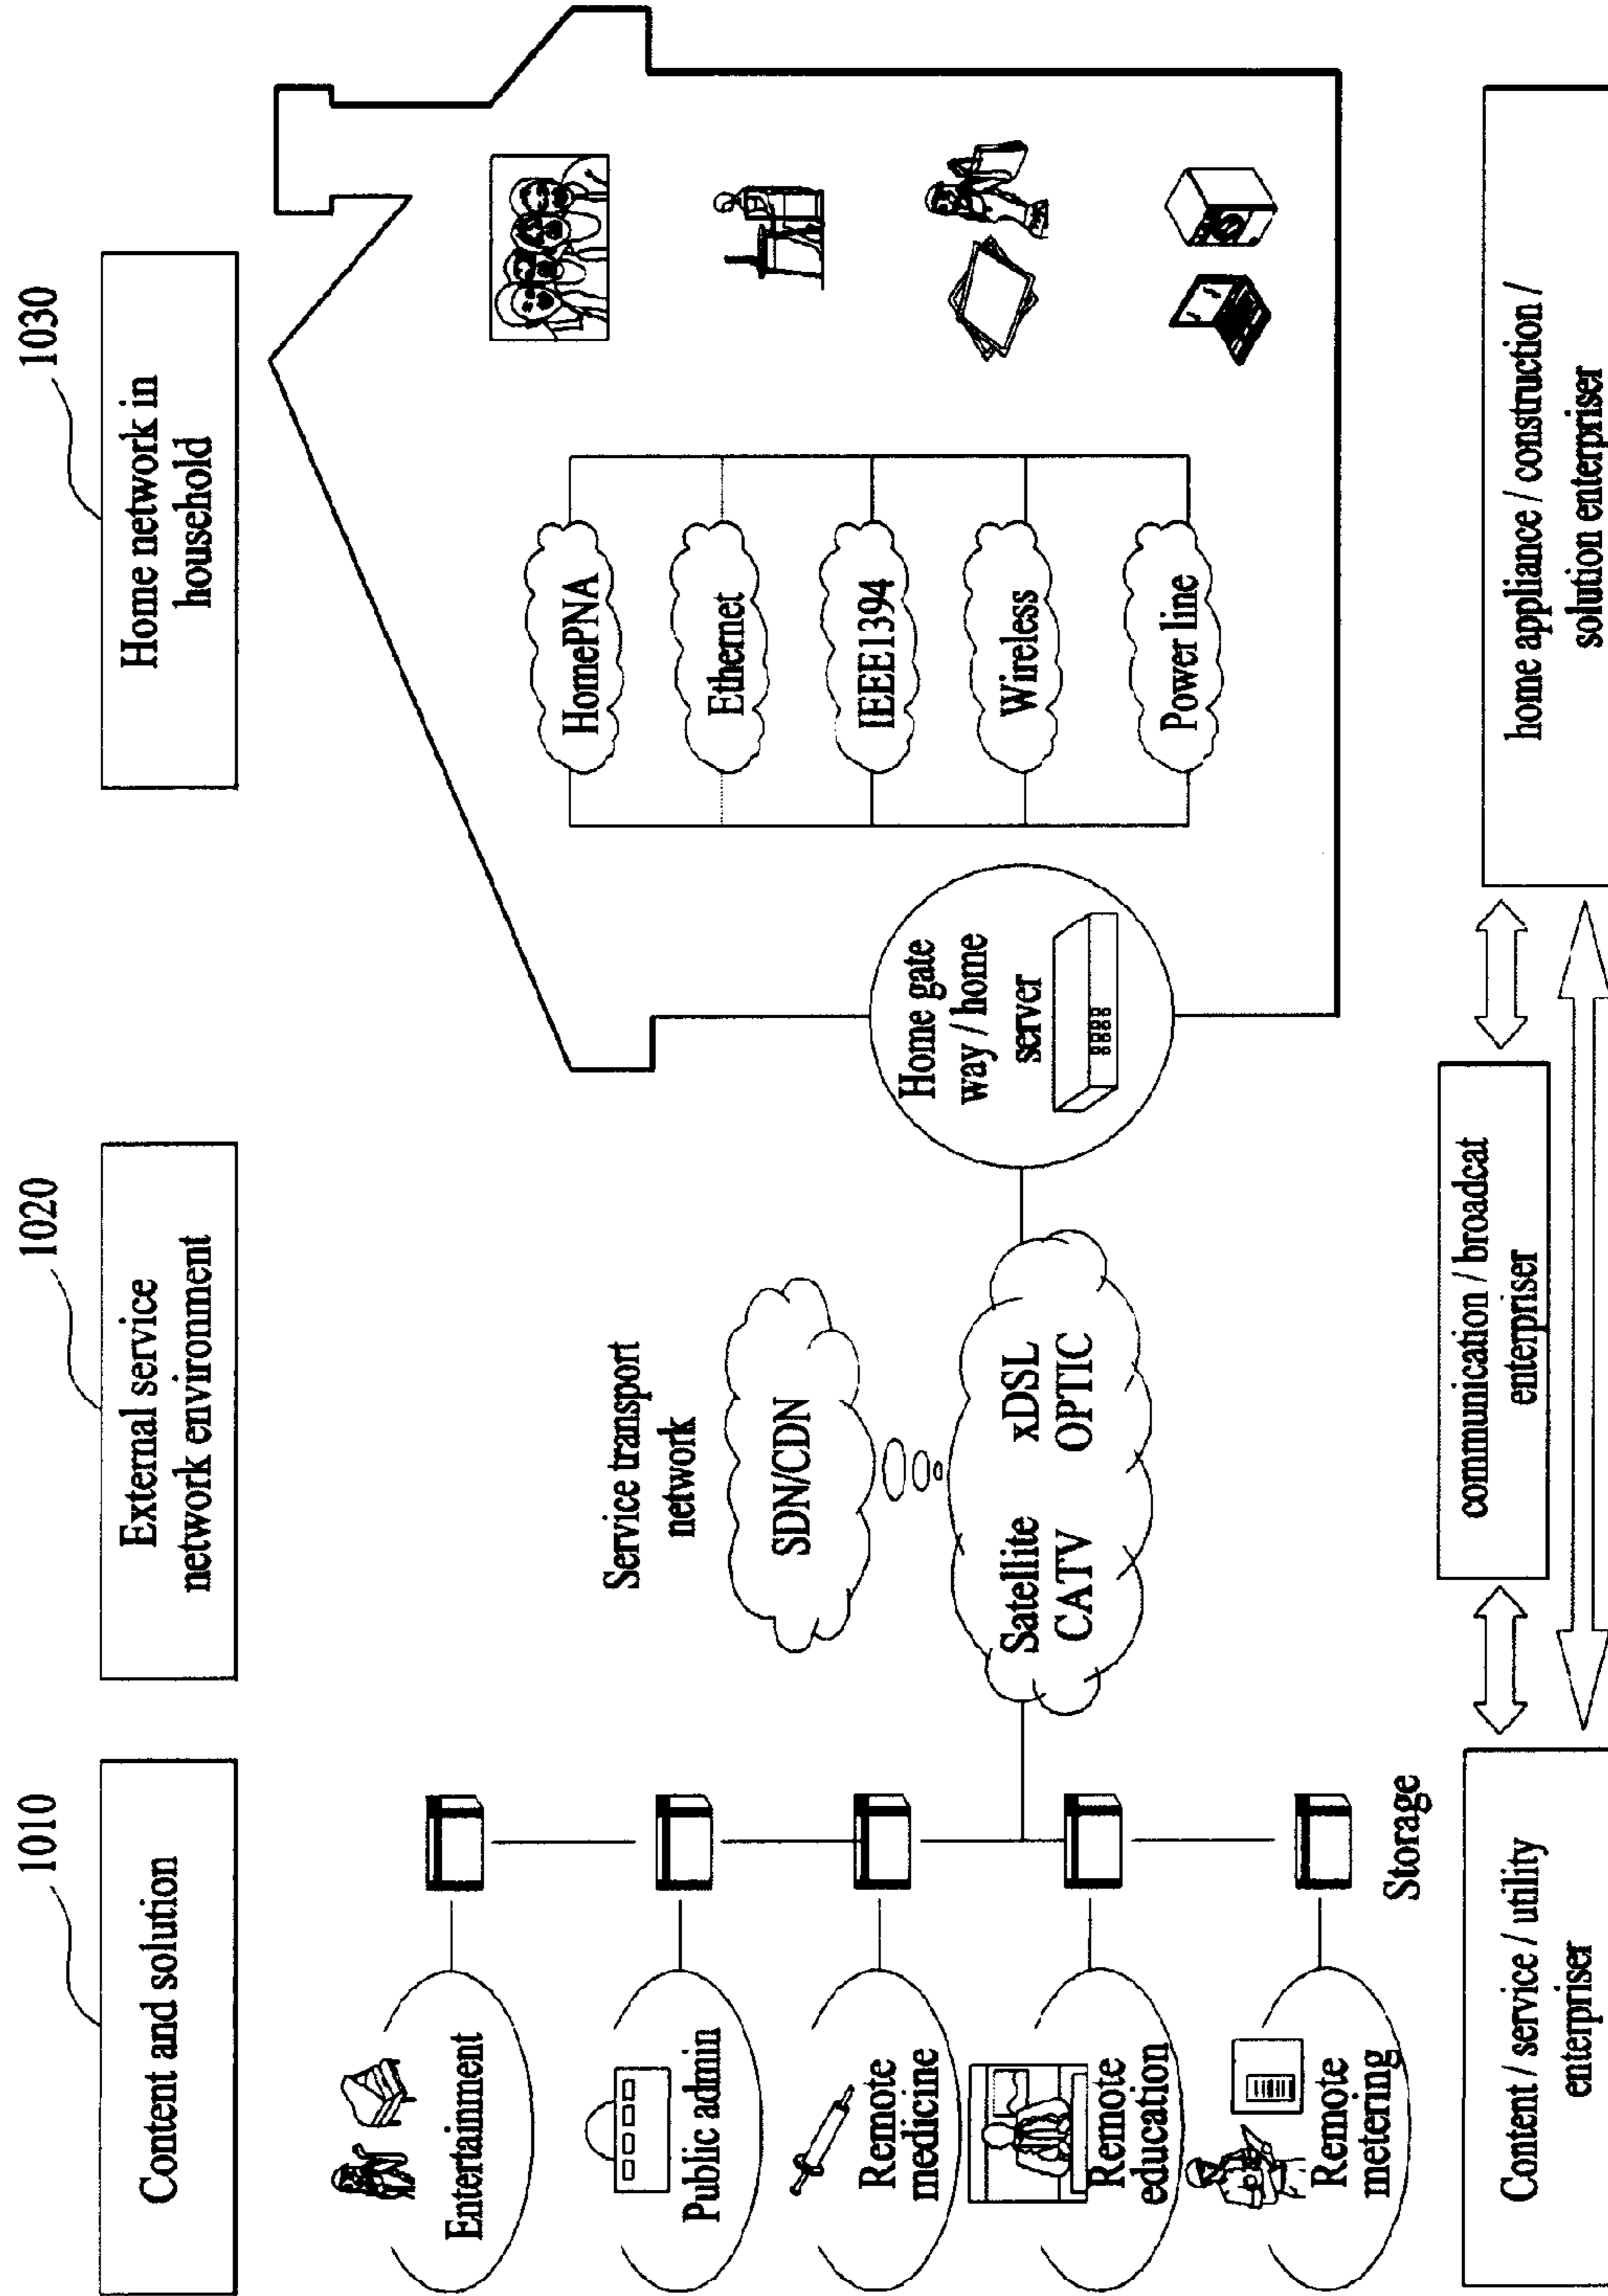 1010
1020
1030
Content and solution
External service
network environment
Home network in
household
Entertainment
Public admin
Remote
medicine
Remote
education
Remote
metering
Storage
Service transport
network
SDN/CDN
Satellite xDSL
CATV OPTIC
Home gate
way / home
server
HomePNA
Ethernet
IEEE1394
Wireless
Power line
Content / service / utility
enterpriser
communication / broadcat
enterpriser
home appliance / construction /
solution enterpriser